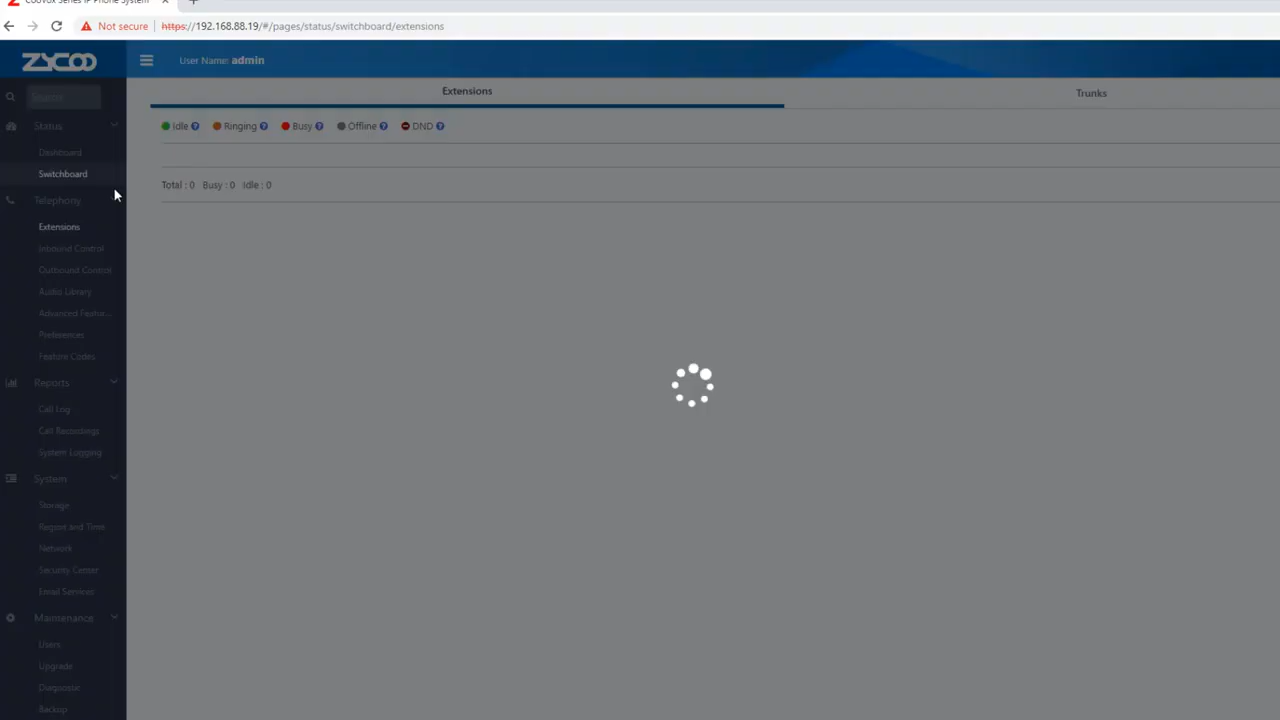 CooVox Series IP Phone System
Not secure https://192.168.88.19/#/pages/status/switchboard/extensions
ZYCOO
User Name: admin
Search
Extensions
Trunks
Idle Ringing Busy Offline DND
Total : 0 Busy : 0 Idle : 0
Status
Dashboard
Switchboard
Telephony
Extensions
Inbound Control
Outbound Control
Audio Library
Advanced Featur...
Preferences
Feature Codes
Reports
Call Log
Call Recordings
System Logging
System
Storage
Region and Time
Network
Security Center
Email Services
Maintenance
Users
Upgrade
Diagnostic
Backup